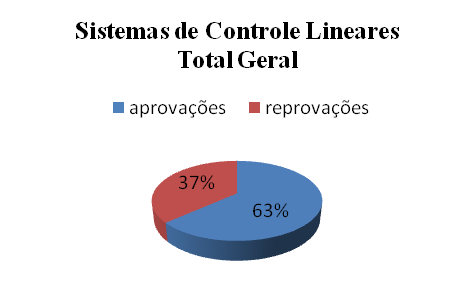 Sistemas de Controle Lineares
Total Geral
aprovações reprovações
37%
63%